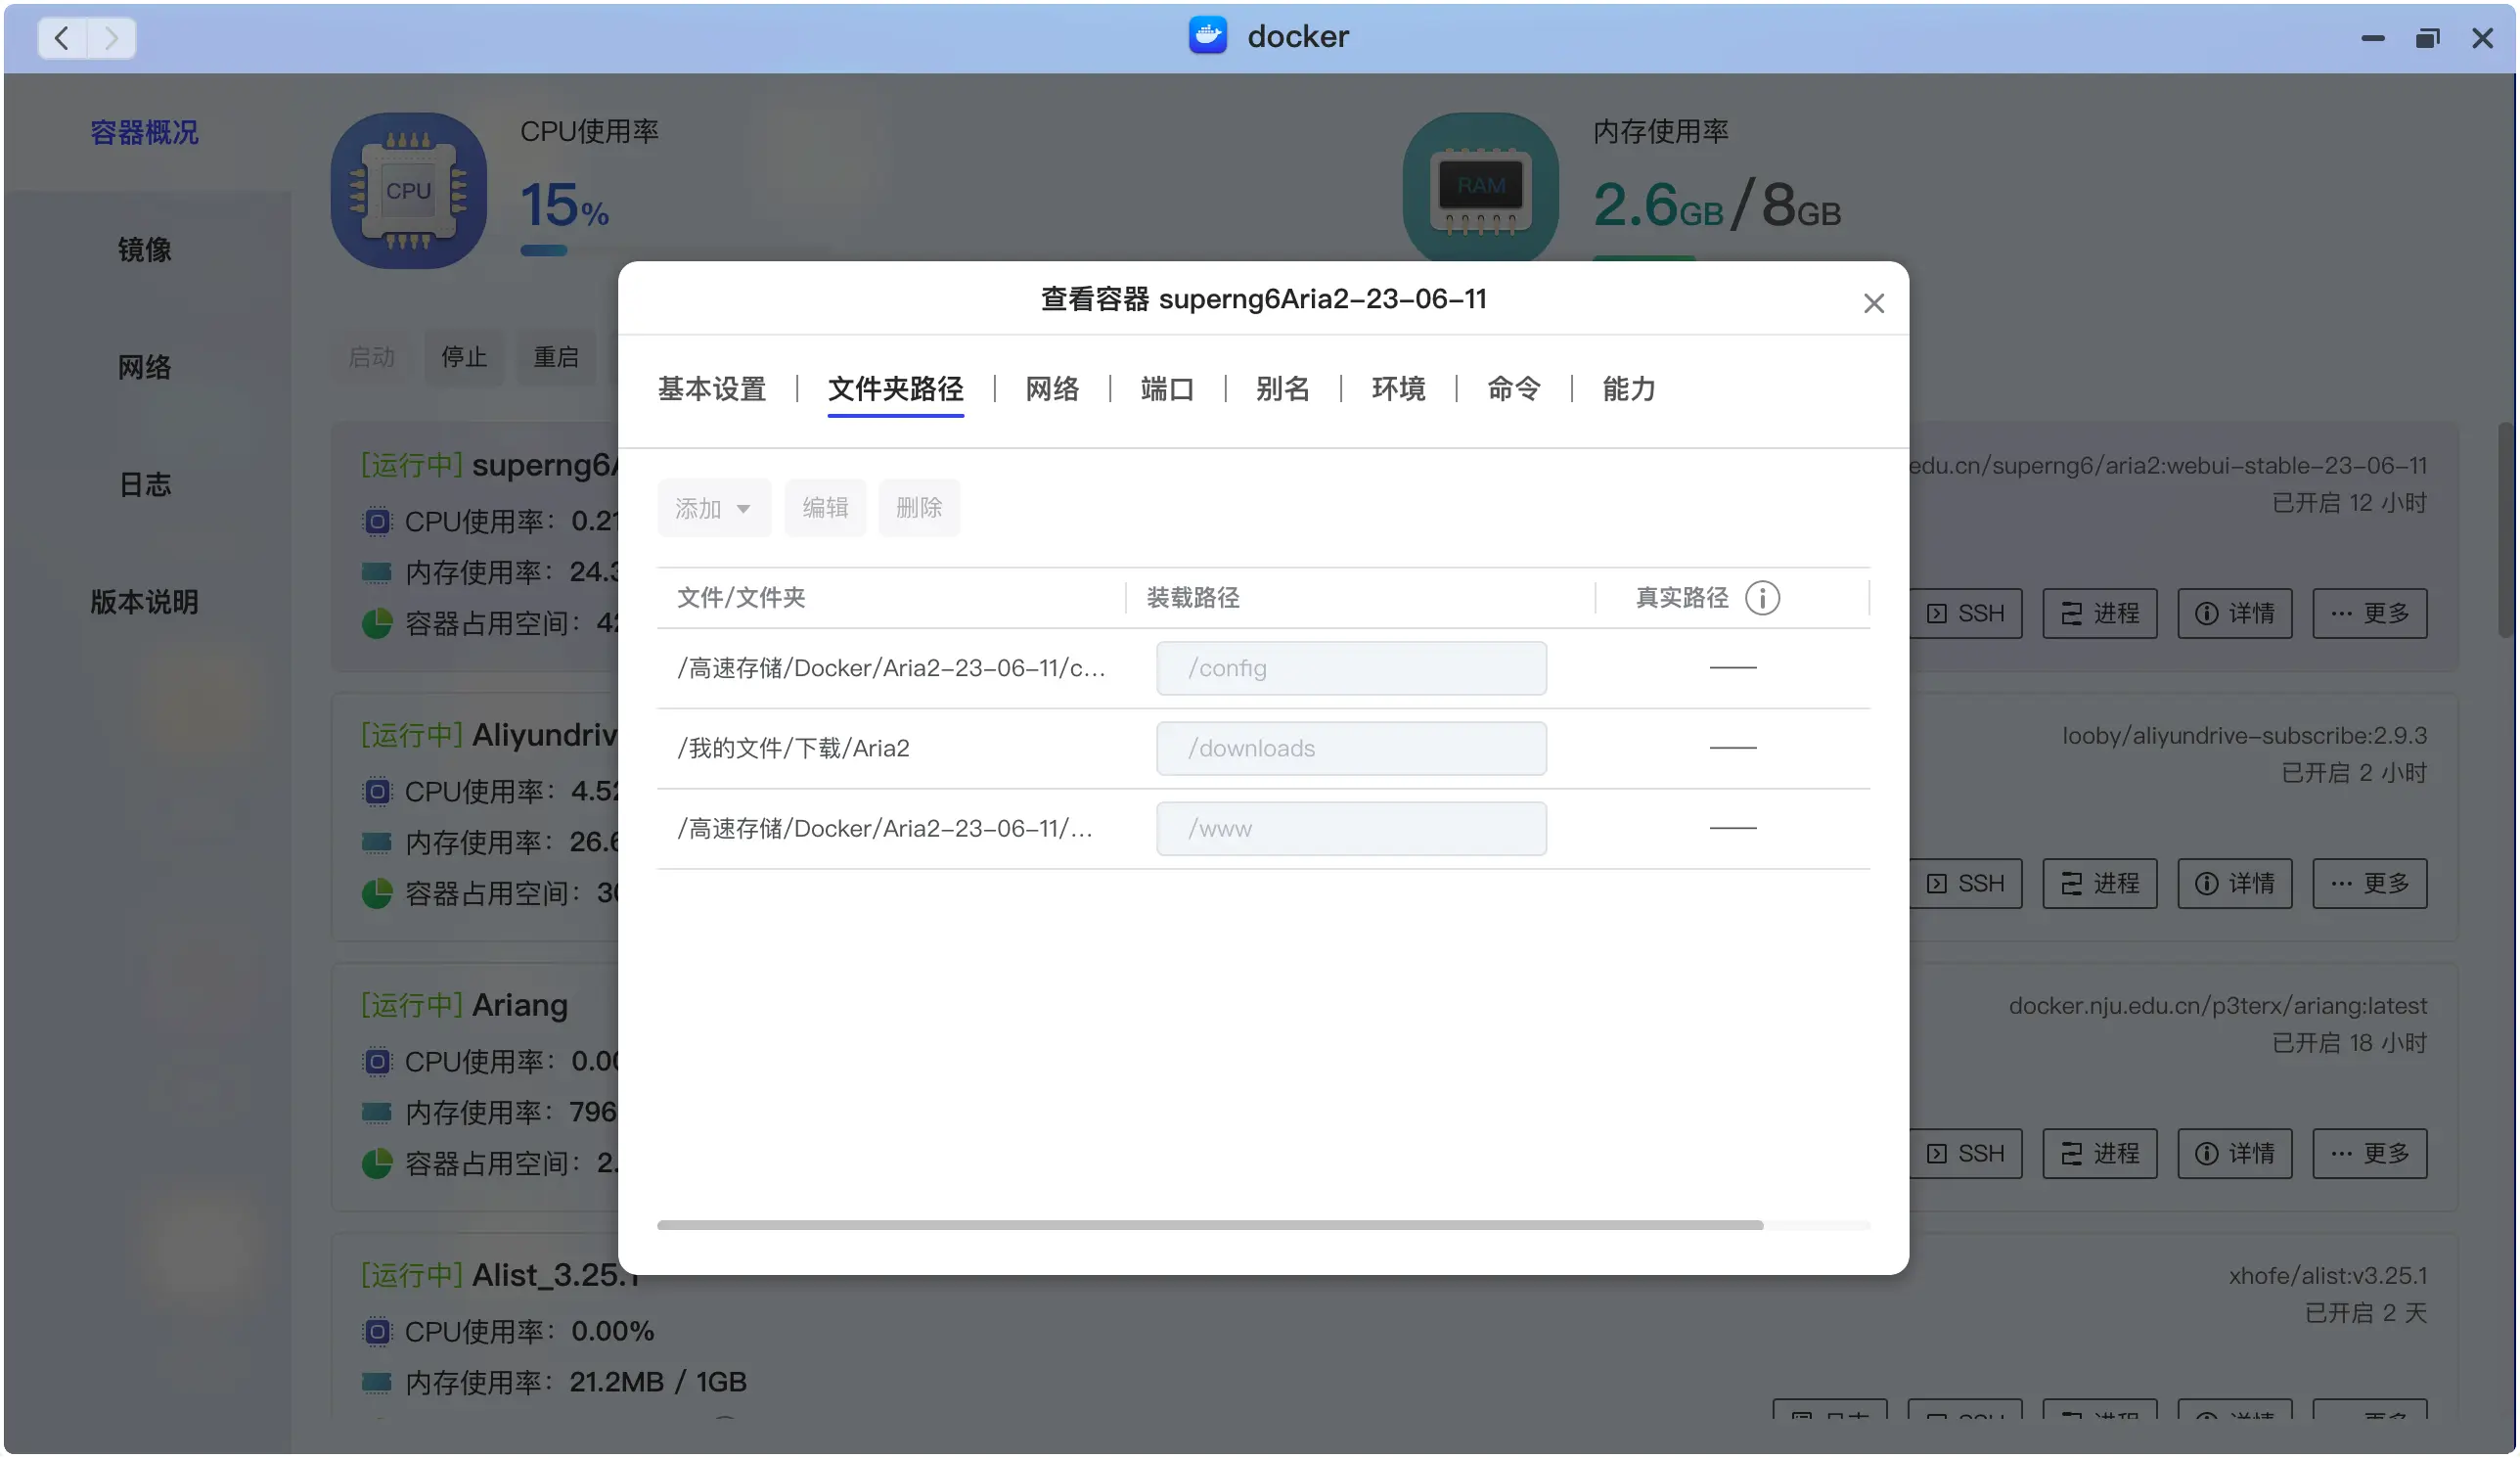 docker
容器概况
镜像
网络
日志
版本说明
CPU
CPU使用率
15%
RAM
内存使用率
2.6GB/8GB
启动
停止
重启
查看容器 superng6Aria2-23-06-11
基本设置 | 文件夹路径 | 网络 | 端口 | 别名 | 环境 | 命令 | 能力
添加 编辑 删除
文件/文件夹 装载路径 真实路径
/高速存储/Docker/Aria2-23-06-11/c... /config
/我的文件/下载/Aria2 /downloads
/高速存储/Docker/Aria2-23-06-11/... /www
[运行中]
edu.cn/superng6/aria2:webui-stable-23-06-11
已开启 12 小时
CPU使用率:
内存使用率:
容器占用空间:
SSH 进程 详情 ··· 更多
[运行中]
looby/aliyundrive-subscribe:2.9.3
已开启 2 小时
CPU使用率:
内存使用率:
容器占用空间:
SSH 进程 详情 ··· 更多
[运行中] Ariang
docker.nju.edu.cn/p3terx/ariang:latest
已开启 18 小时
CPU使用率:
内存使用率: 796
容器占用空间: 2.
SSH 进程 详情 ··· 更多
[运行中] Alist_3.25.1
xhofe/alist:v3.25.1
已开启 2 天
CPU使用率: 0.00%
内存使用率: 21.2MB / 1GB